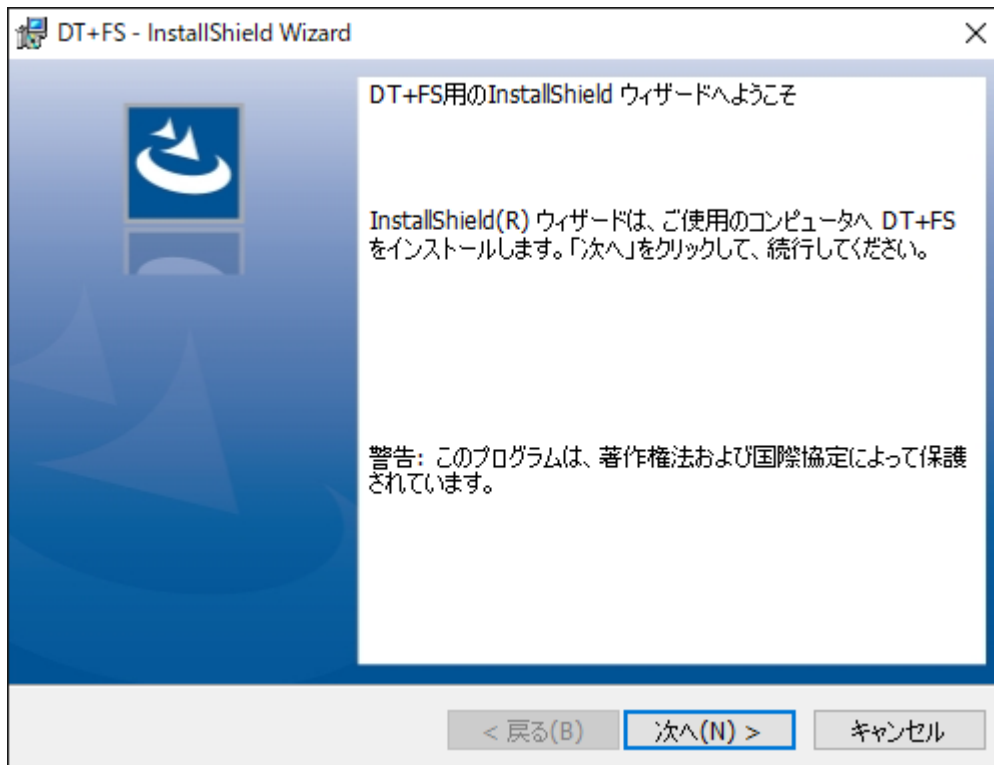 DT+FS - InstallShield Wizard
DT+FS用のInstallShield ウィザードへようこそ
InstallShield(R) ウィザードは、ご使用のコンピュータへ DT+FS
をインストールします。「次へ」をクリックして、続行してください。
警告: このプログラムは、著作権法および国際協定によって保護
されています。
< 戻る(B)
次へ(N) >
キャンセル